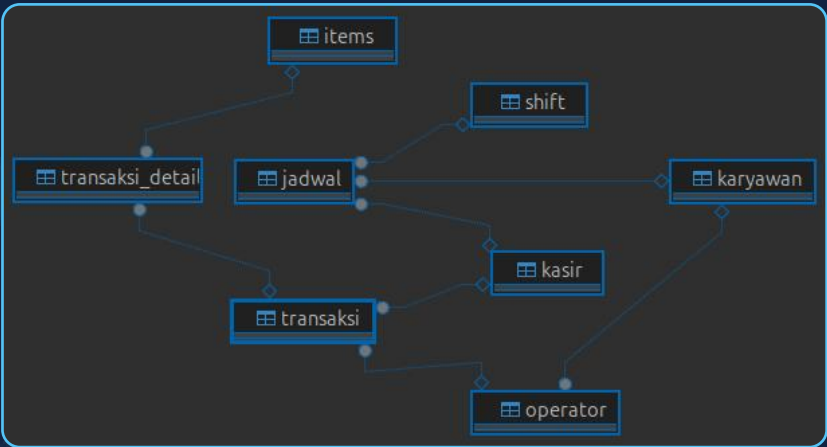 items
shift
transaksi_detail
jadwal
karyawan
kasir
transaksi
operator